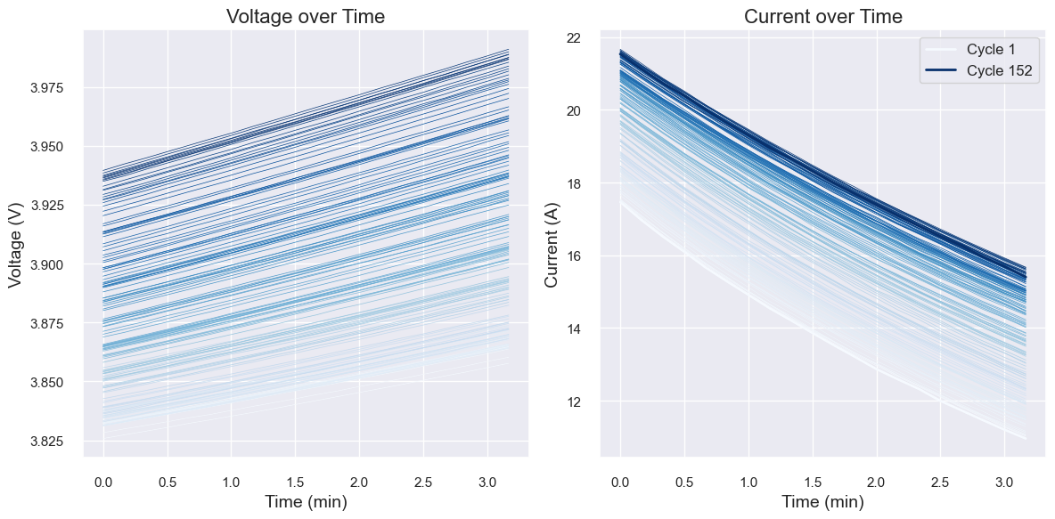 Voltage over Time
Voltage (V)
3.975
3.950
3.925
3.900
3.875
3.850
3.825
0.0 0.5 1.0 1.5 2.0 2.5 3.0
Time (min)
Current over Time
Current (A)
22
20
18
16
14
12
Cycle 1
Cycle 152
0.0 0.5 1.0 1.5 2.0 2.5 3.0
Time (min)